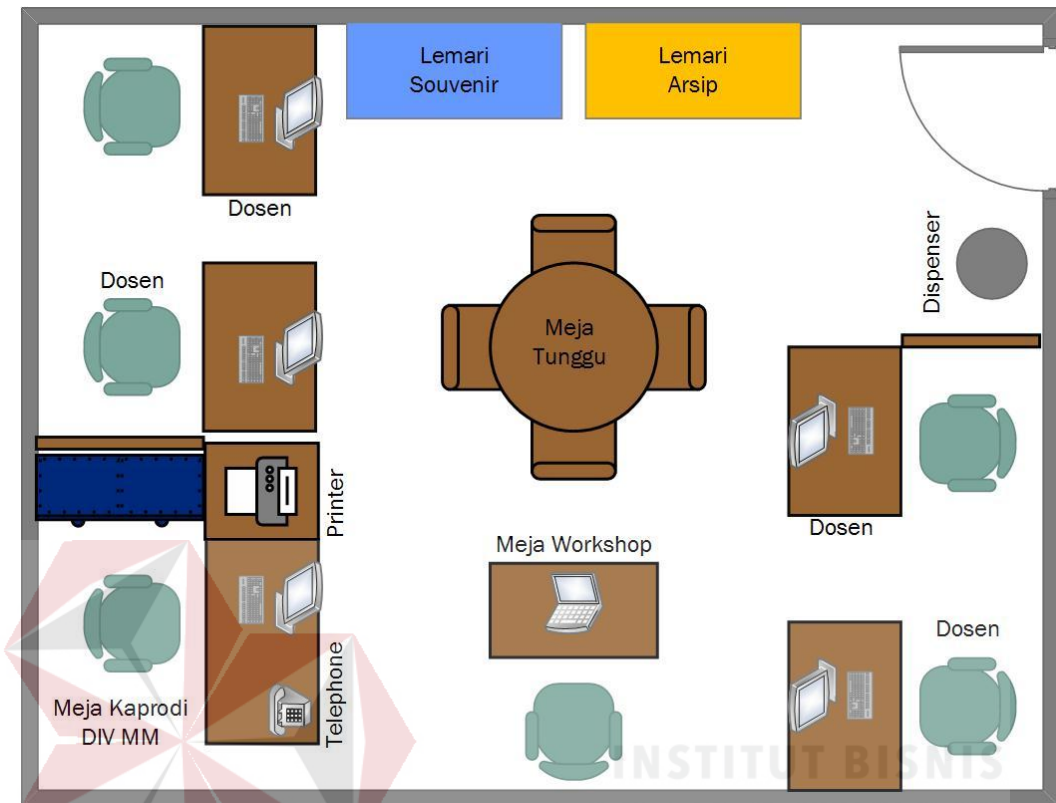 Lemari
Souvenir
Lemari
Arsip
Dosen
Dispenser
Dosen
Meja
Tunggu
Printer
Dosen
Meja Workshop
Dosen
Telephone
Meja Kaprodi
DIV MM
INSTITUT BISNIS